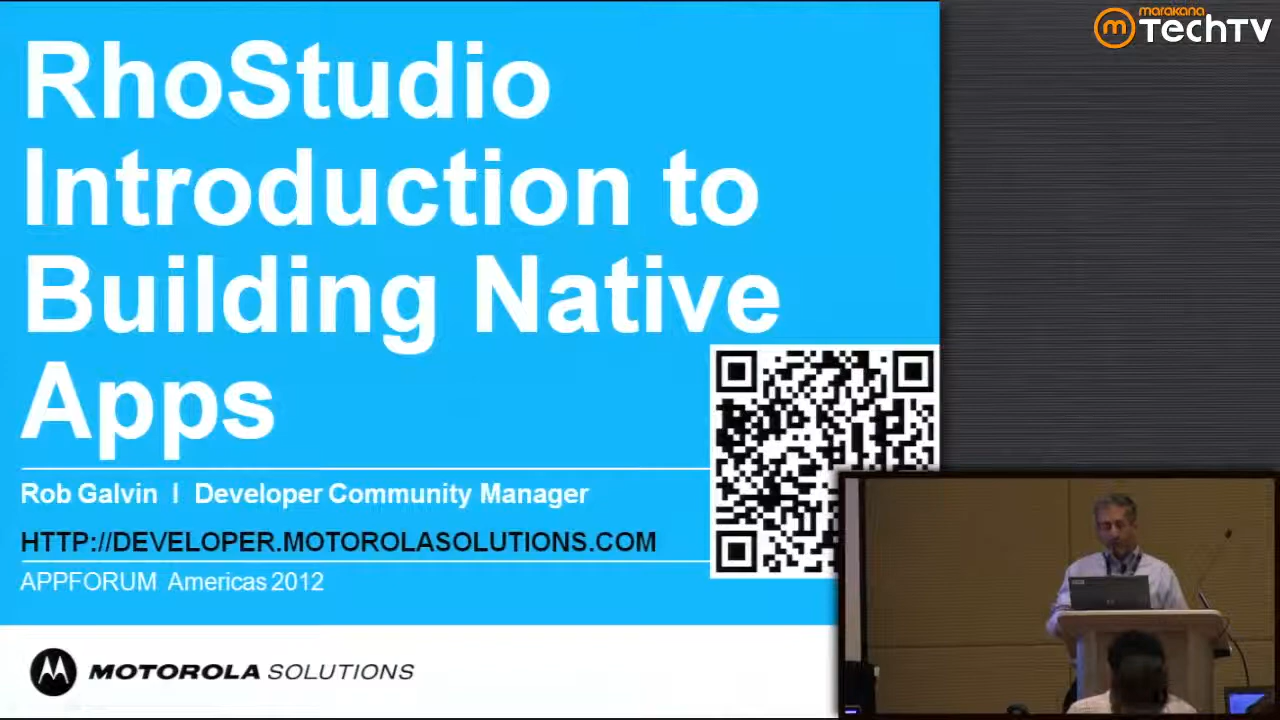 marakana
TechTV
RhoStudio
Introduction to
Building Native
Apps
Rob Galvin | Developer Community Manager
HTTP://DEVELOPER.MOTOROLASOLUTIONS.COM
APPFORUM Americas 2012
MOTOROLA SOLUTIONS